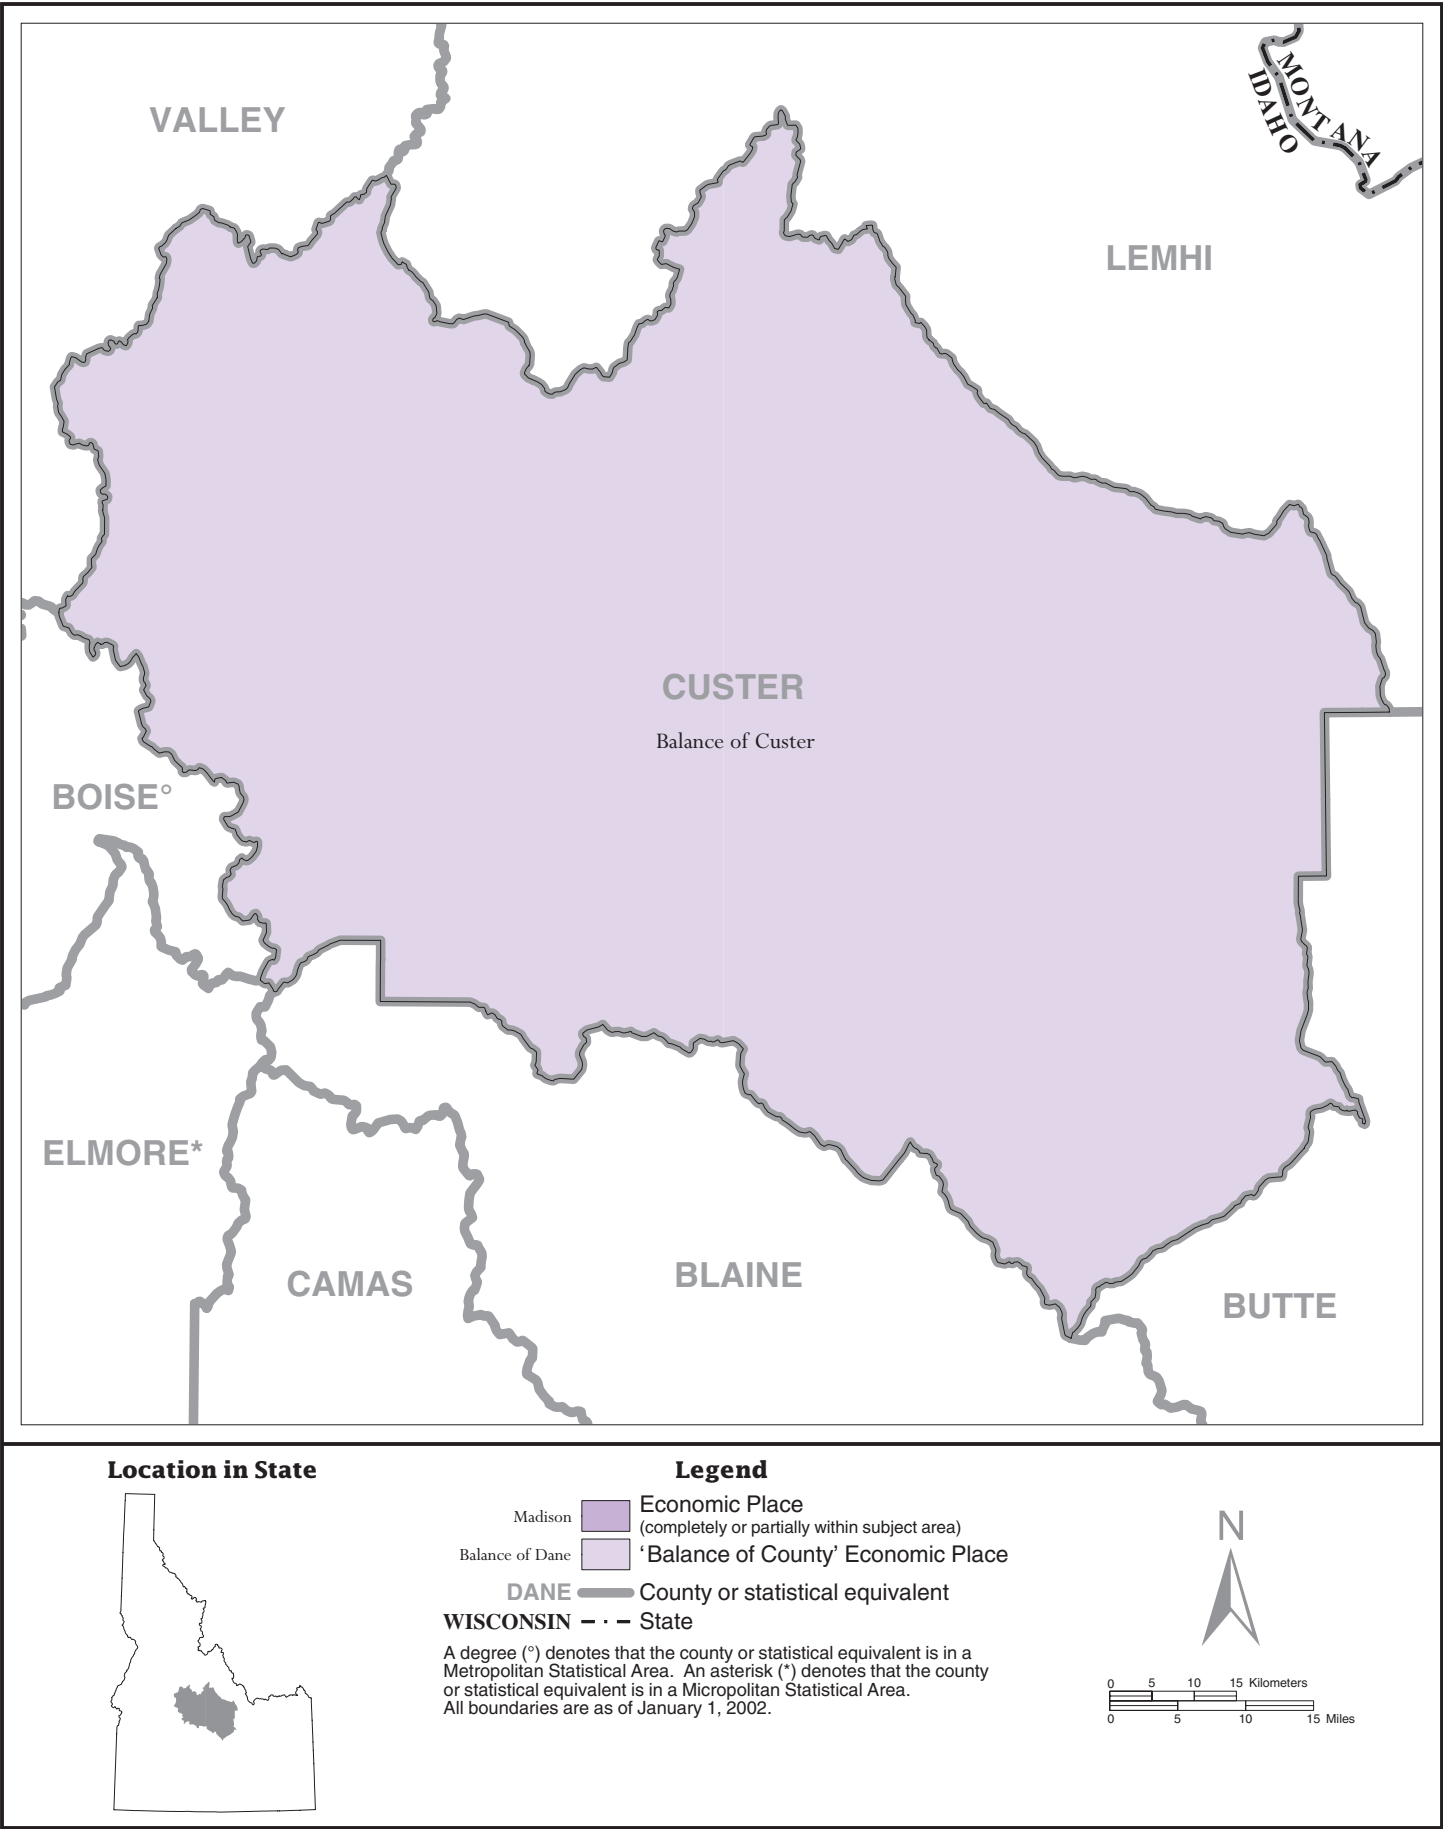 VALLEY
MONTANA
IDAHO
LEMHI
CUSTER
Balance of Custer
BOISE°
ELMORE*
CAMAS
BLAINE
BUTTE
Location in State
Legend
Madison
Economic Place
(completely or partially within subject area)
Balance of Dane
‘Balance of County’ Economic Place
DANE
County or statistical equivalent
WISCONSIN
State
A degree (°) denotes that the county or statistical equivalent is in a
Metropolitan Statistical Area.  An asterisk (*) denotes that the county
or statistical equivalent is in a Micropolitan Statistical Area.
All boundaries are as of January 1, 2002.
N
0 5 10 15 Kilometers
0 5 10 15 Miles